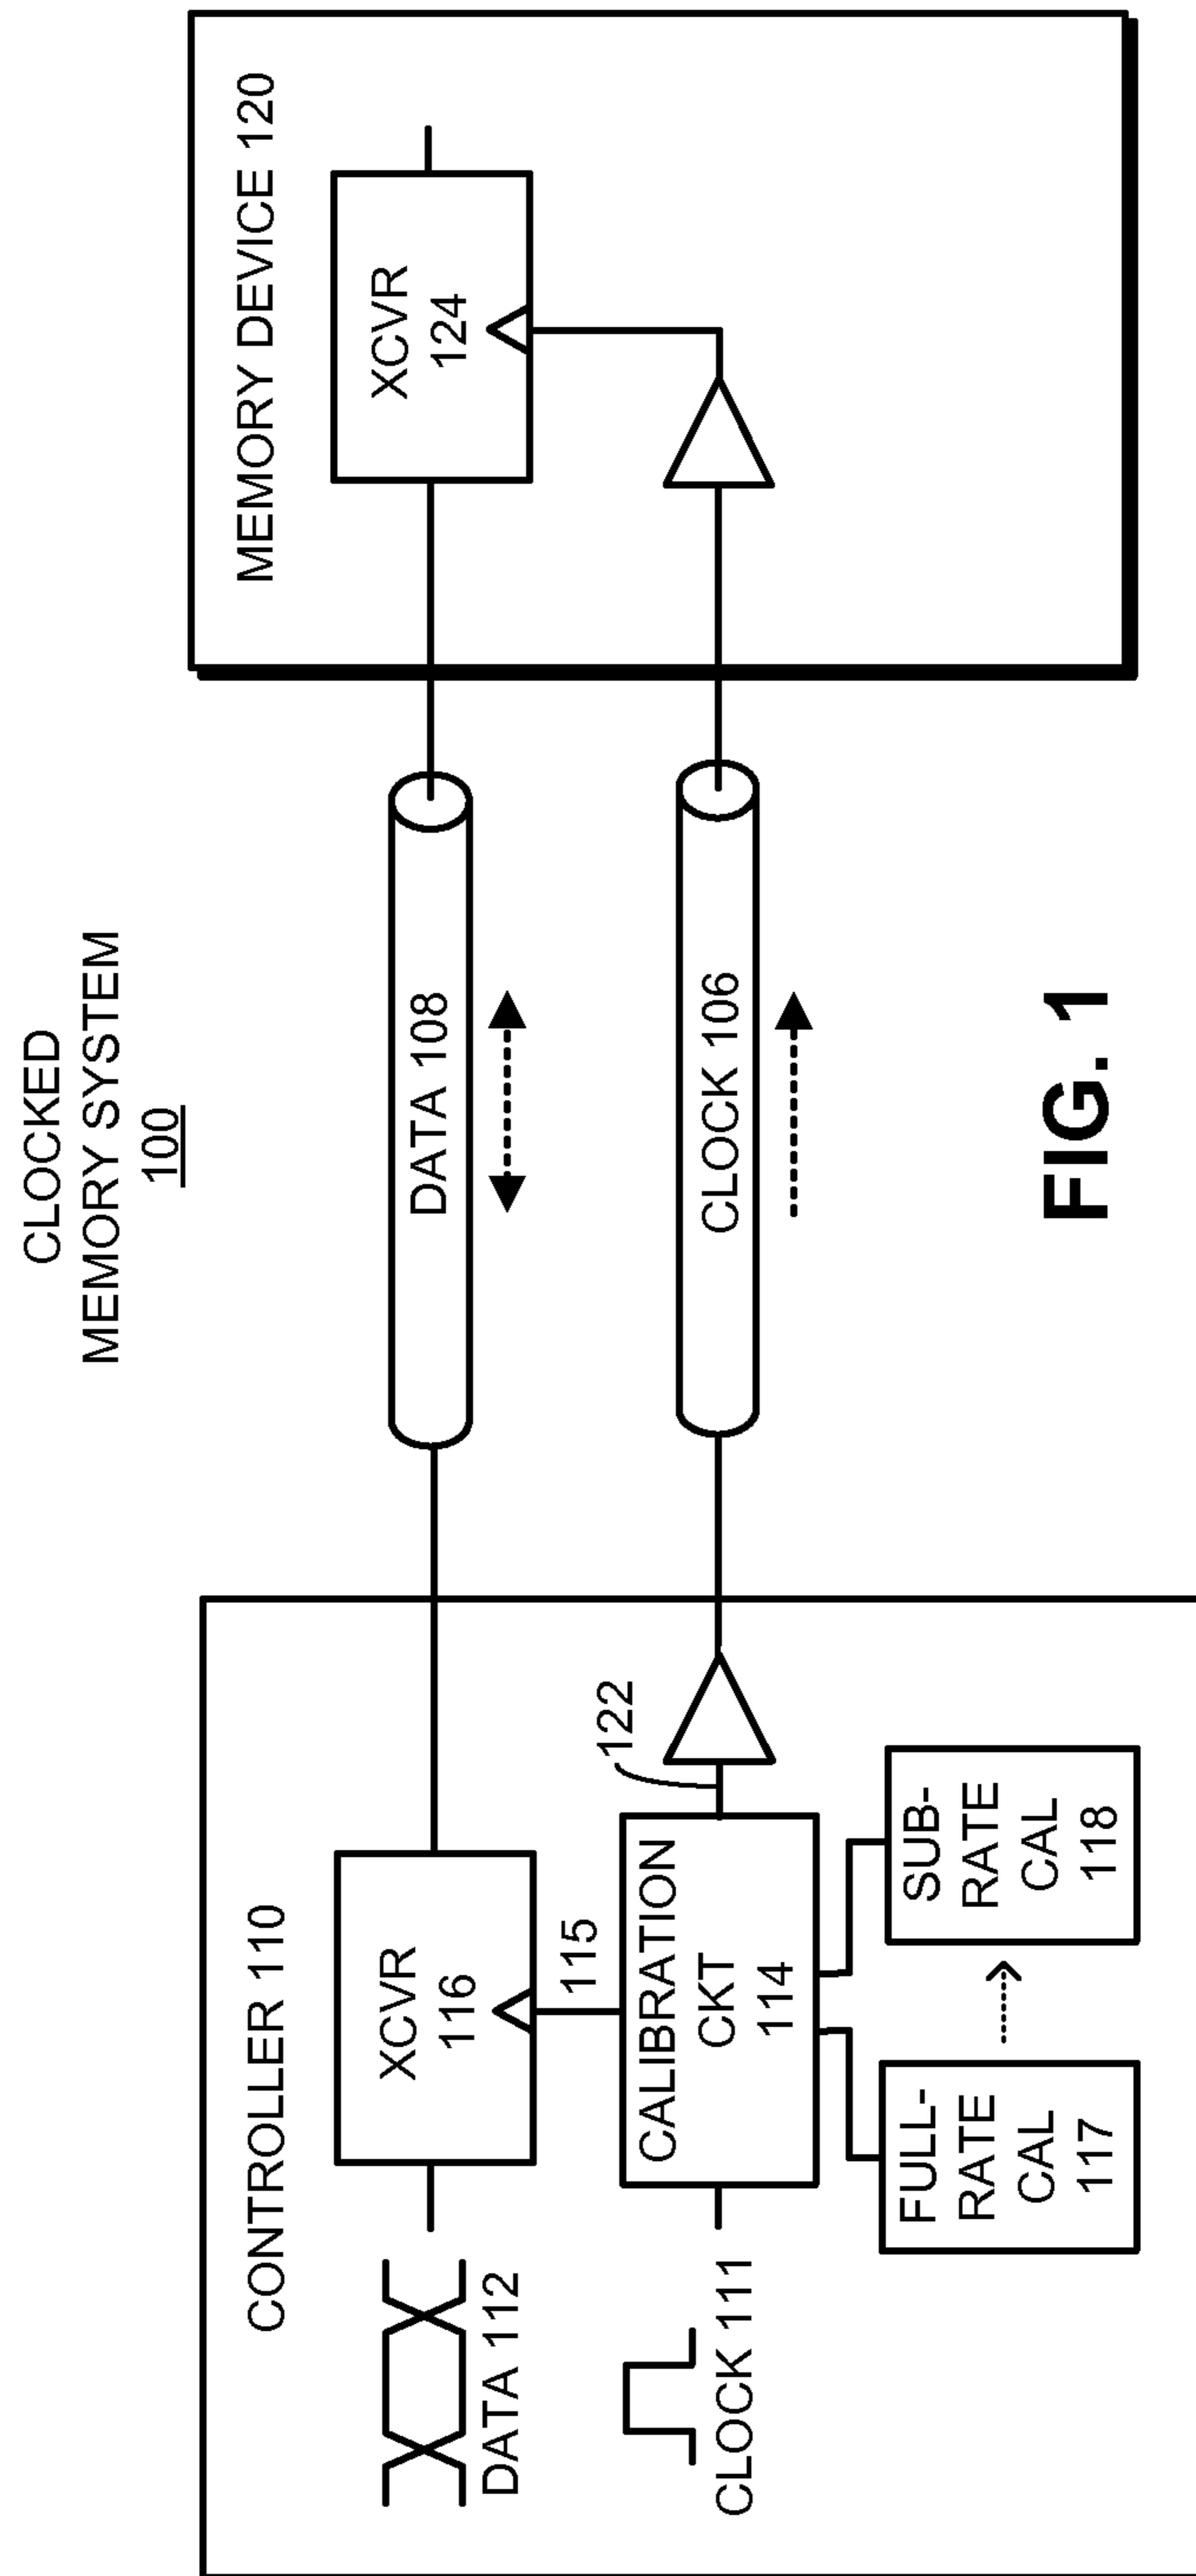 CLOCKED
MEMORY SYSTEM
100
CONTROLLER 110
DATA 112
XCVR
116
115
CLOCK 111
CALIBRATION
CKT
114
122
FULL-
RATE
CAL
117
SUB-
RATE
CAL
118
DATA 108
CLOCK 106
MEMORY DEVICE 120
XCVR
124
FIG. 1